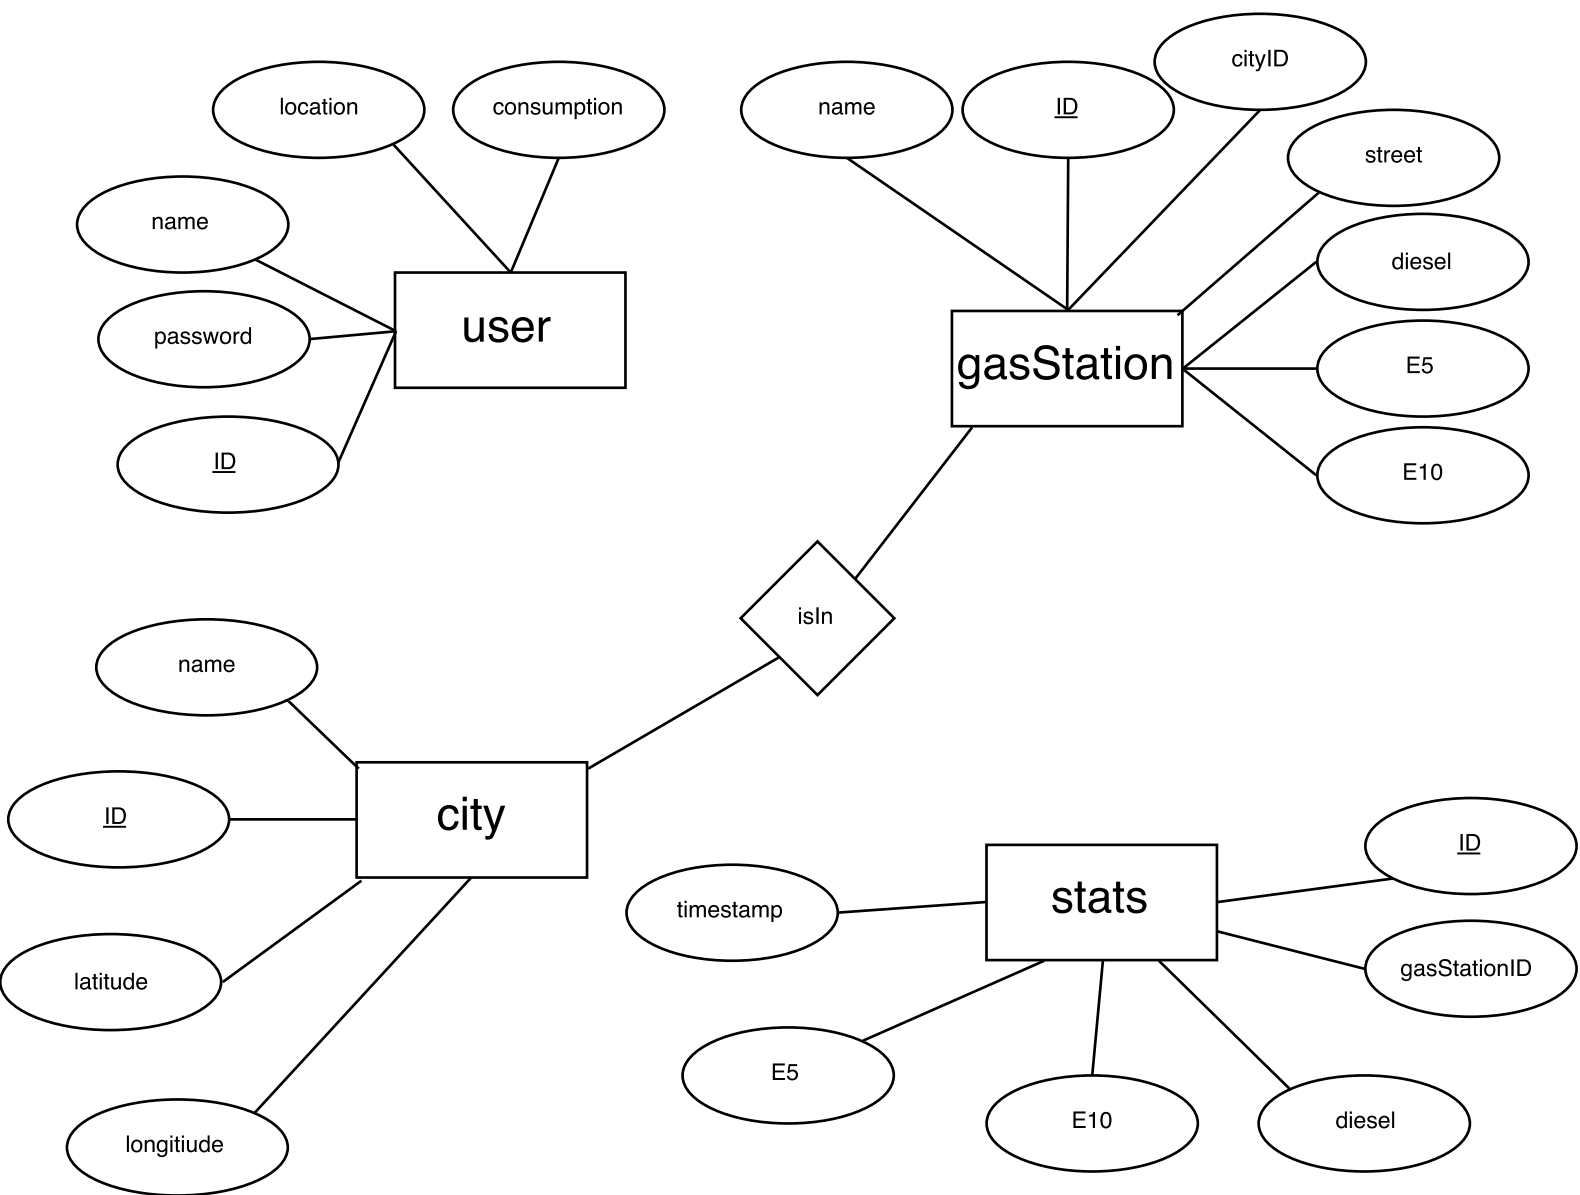 cityID
location
consumption
name
ID
street
name
diesel
user
password
gasStation
E5
ID
E10
isIn
name
city
ID
ID
stats
timestamp
gasStationID
latitude
E5
E10
diesel
longitiude